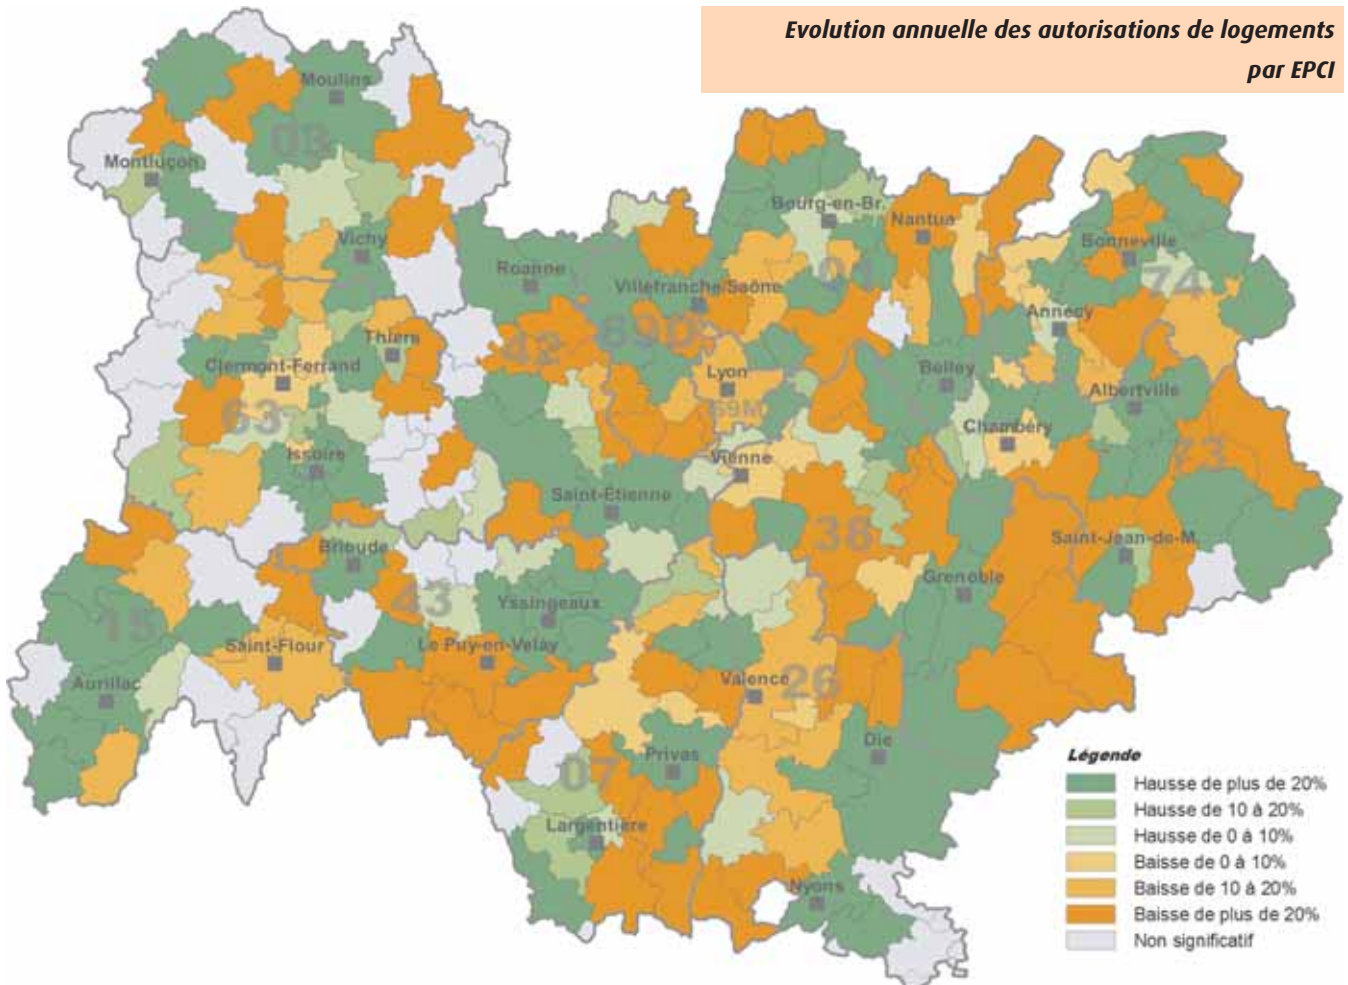 Evolution annuelle des autorisations de logements
par EPCI
Moulins
03
Montluçon
Bourg-en-Br.
Nantua
Vichy
Bonneville
Roanne
01
74
Villefranche/Saône
Annecy
Thiers
42
69D
Clermont-Ferrand
Lyon
Belley
Albertville
63
69M
Chambéry
Issoire
Vienne
73
Saint-Etienne
38
Saint-Jean-de-M.
Brioude
Grenoble
43
Yssingeaux
15
Saint-Flour
Le Puy-en-Velay
Aurillac
Valence
26
Die
Privas
07
Largentière
Nyons
Légende
Hausse de plus de 20%
Hausse de 10 à 20%
Hausse de 0 à 10%
Baisse de 0 à 10%
Baisse de 10 à 20%
Baisse de plus de 20%
Non significatif